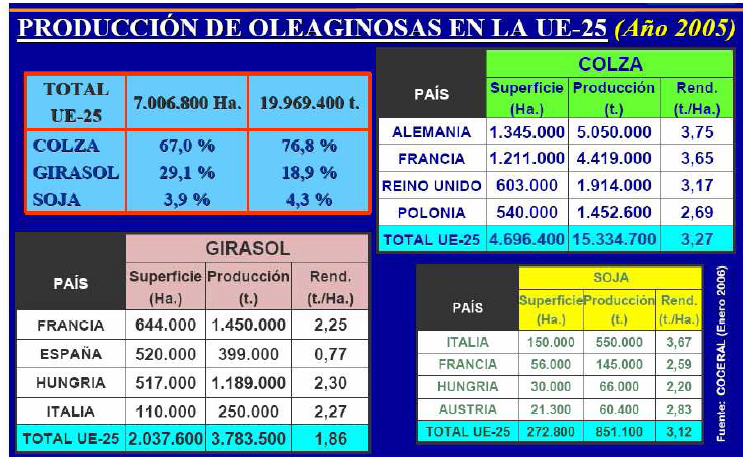 PRODUCCIÓN DE OLEAGINOSAS EN LA UE-25 (Año 2005)
TOTAL UE-25 7.006.800 Ha. 19.969.400 t.
COLZA 67,0 % 76,8 %
GIRASOL 29,1 % 18,9 %
SOJA 3,9 % 4,3 %
COLZA
PAÍS Superficie (Ha.) Producción (t.) Rend. (t./Ha.)
ALEMANIA 1.345.000 5.050.000 3,75
FRANCIA 1.211.000 4.419.000 3,65
REINO UNIDO 603.000 1.914.000 3,17
POLONIA 540.000 1.452.600 2,69
TOTAL UE-25 4.696.400 15.334.700 3,27
GIRASOL
PAÍS Superficie (Ha.) Producción (t.) Rend. (t./Ha.)
FRANCIA 644.000 1.450.000 2,25
ESPAÑA 520.000 399.000 0,77
HUNGRIA 517.000 1.189.000 2,30
ITALIA 110.000 250.000 2,27
TOTAL UE-25 2.037.600 3.783.500 1,86
SOJA
PAÍS Superficie (Ha.) Producción (t.) Rend. (t./Ha.)
ITALIA 150.000 550.000 3,67
FRANCIA 56.000 145.000 2,59
HUNGRIA 30.000 66.000 2,20
AUSTRIA 21.300 60.400 2,83
TOTAL UE-25 272.800 851.100 3,12
Fuente: COCERAL (Enero 2006)